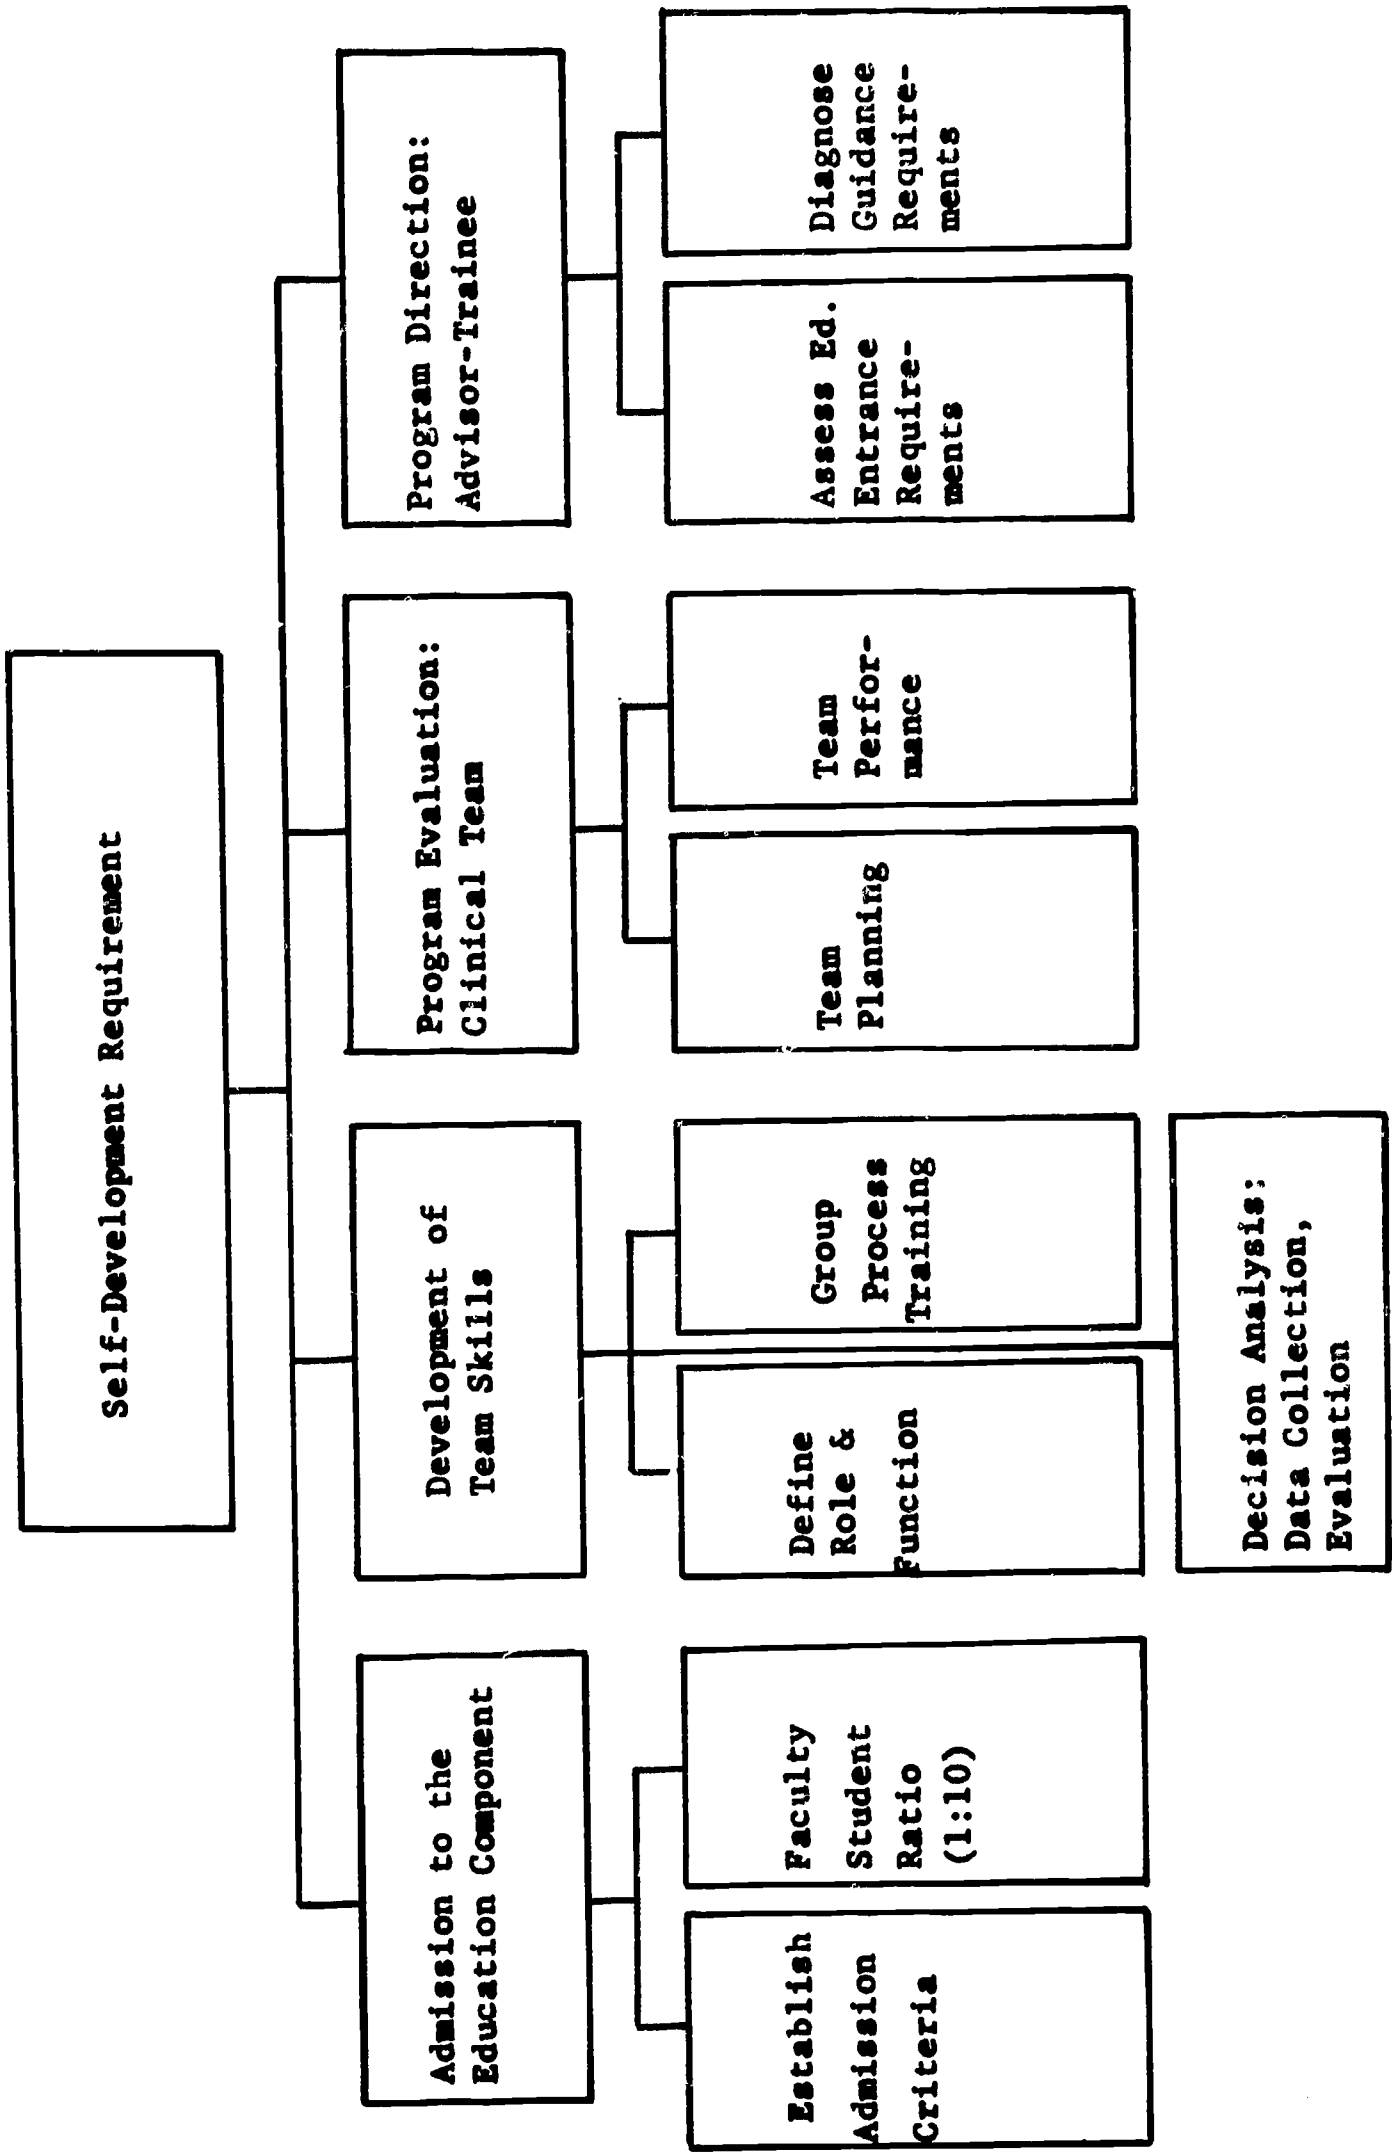 Self-Development Requirement
Admission to the
Education Component
Development of
Team Skills
Program Evaluation:
Clinical Team
Program Direction:
Advisor-Trainee
Establish
Admission
Criteria
Faculty
Student
Ratio
(1:10)
Define
Role &
Function
Group
Process
Training
Team
Planning
Team
Perfor-
mance
Assess Ed.
Entrance
Require-
ments
Diagnose
Guidance
Require-
ments
Decision Analysis:
Data Collection,
Evaluation